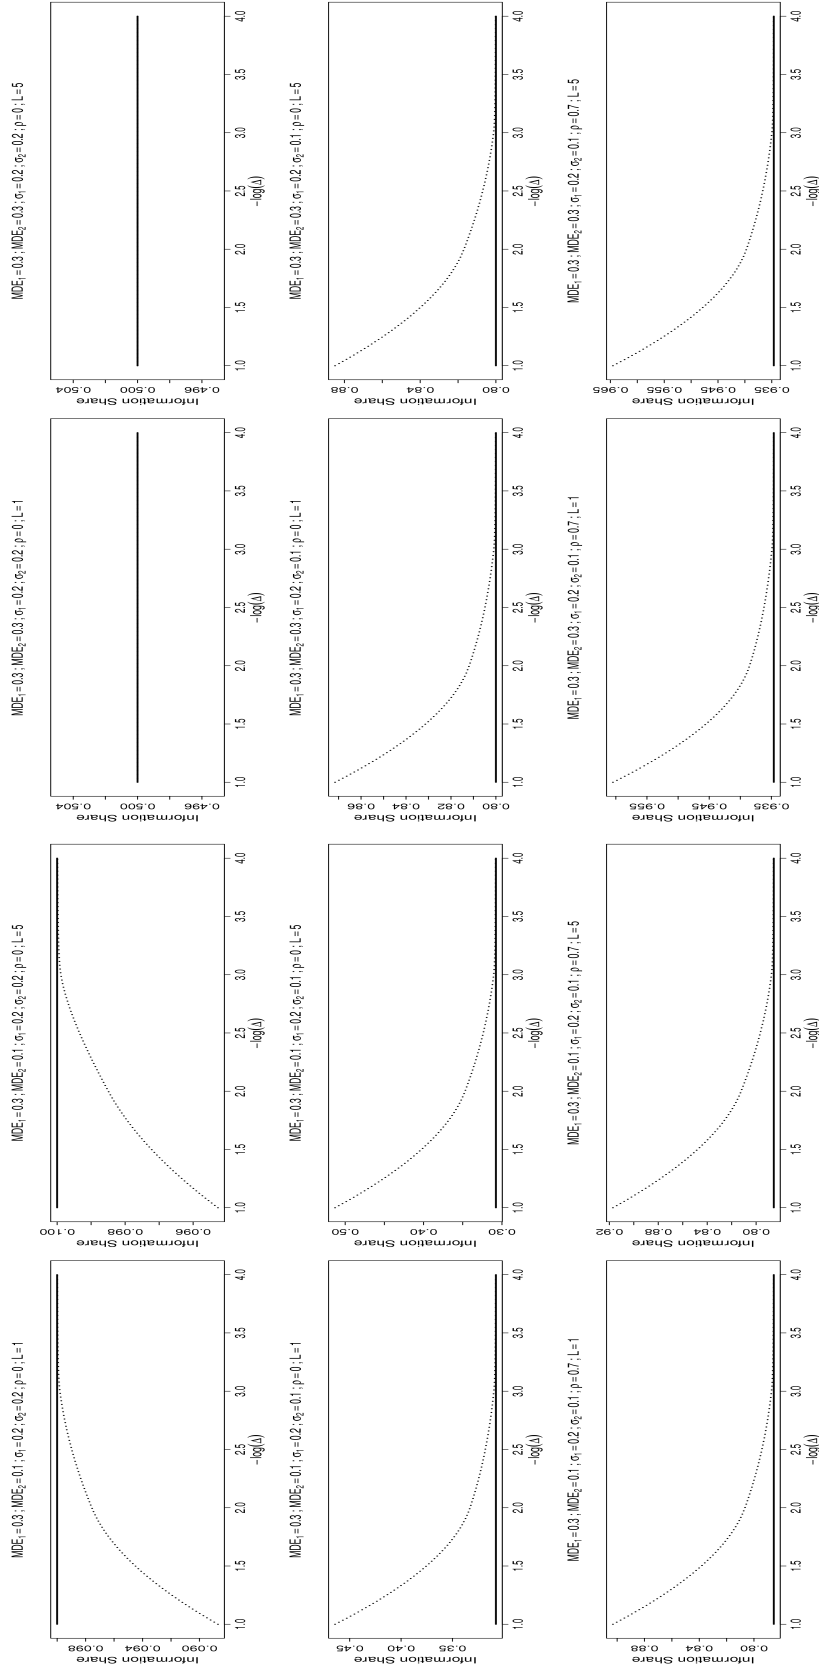 MDE₁=0.3 ; MDE₂=0.1 ; σ₁=0.2 ; σ₂=0.2 ; ρ=0 ; L=1
Information Share
0.098
0.094
0.090
1.0 1.5 2.0 2.5 3.0 3.5 4.0
−log(Δ)
MDE₁=0.3 ; MDE₂=0.1 ; σ₁=0.2 ; σ₂=0.2 ; ρ=0 ; L=5
Information Share
0.100
0.098
0.096
1.0 1.5 2.0 2.5 3.0 3.5 4.0
−log(Δ)
MDE₁=0.3 ; MDE₂=0.3 ; σ₁=0.2 ; σ₂=0.2 ; ρ=0 ; L=1
Information Share
0.504
0.500
0.496
1.0 1.5 2.0 2.5 3.0 3.5 4.0
−log(Δ)
MDE₁=0.3 ; MDE₂=0.3 ; σ₁=0.2 ; σ₂=0.2 ; ρ=0 ; L=5
Information Share
0.504
0.500
0.496
1.0 1.5 2.0 2.5 3.0 3.5 4.0
−log(Δ)
MDE₁=0.3 ; MDE₂=0.1 ; σ₁=0.2 ; σ₂=0.1 ; ρ=0 ; L=1
Information Share
0.45
0.40
0.35
1.0 1.5 2.0 2.5 3.0 3.5 4.0
−log(Δ)
MDE₁=0.3 ; MDE₂=0.1 ; σ₁=0.2 ; σ₂=0.1 ; ρ=0 ; L=5
Information Share
0.50
0.40
0.30
1.0 1.5 2.0 2.5 3.0 3.5 4.0
−log(Δ)
MDE₁=0.3 ; MDE₂=0.3 ; σ₁=0.2 ; σ₂=0.1 ; ρ=0 ; L=1
Information Share
0.86
0.84
0.82
0.80
1.0 1.5 2.0 2.5 3.0 3.5 4.0
−log(Δ)
MDE₁=0.3 ; MDE₂=0.3 ; σ₁=0.2 ; σ₂=0.1 ; ρ=0 ; L=5
Information Share
0.88
0.84
0.80
1.0 1.5 2.0 2.5 3.0 3.5 4.0
−log(Δ)
MDE₁=0.3 ; MDE₂=0.1 ; σ₁=0.2 ; σ₂=0.1 ; ρ=0.7 ; L=1
Information Share
0.88
0.84
0.80
1.0 1.5 2.0 2.5 3.0 3.5 4.0
−log(Δ)
MDE₁=0.3 ; MDE₂=0.1 ; σ₁=0.2 ; σ₂=0.1 ; ρ=0.7 ; L=5
Information Share
0.92
0.88
0.84
0.80
1.0 1.5 2.0 2.5 3.0 3.5 4.0
−log(Δ)
MDE₁=0.3 ; MDE₂=0.3 ; σ₁=0.2 ; σ₂=0.1 ; ρ=0.7 ; L=1
Information Share
0.955
0.945
0.935
1.0 1.5 2.0 2.5 3.0 3.5 4.0
−log(Δ)
MDE₁=0.3 ; MDE₂=0.3 ; σ₁=0.2 ; σ₂=0.1 ; ρ=0.7 ; L=5
Information Share
0.965
0.955
0.945
0.935
1.0 1.5 2.0 2.5 3.0 3.5 4.0
−log(Δ)